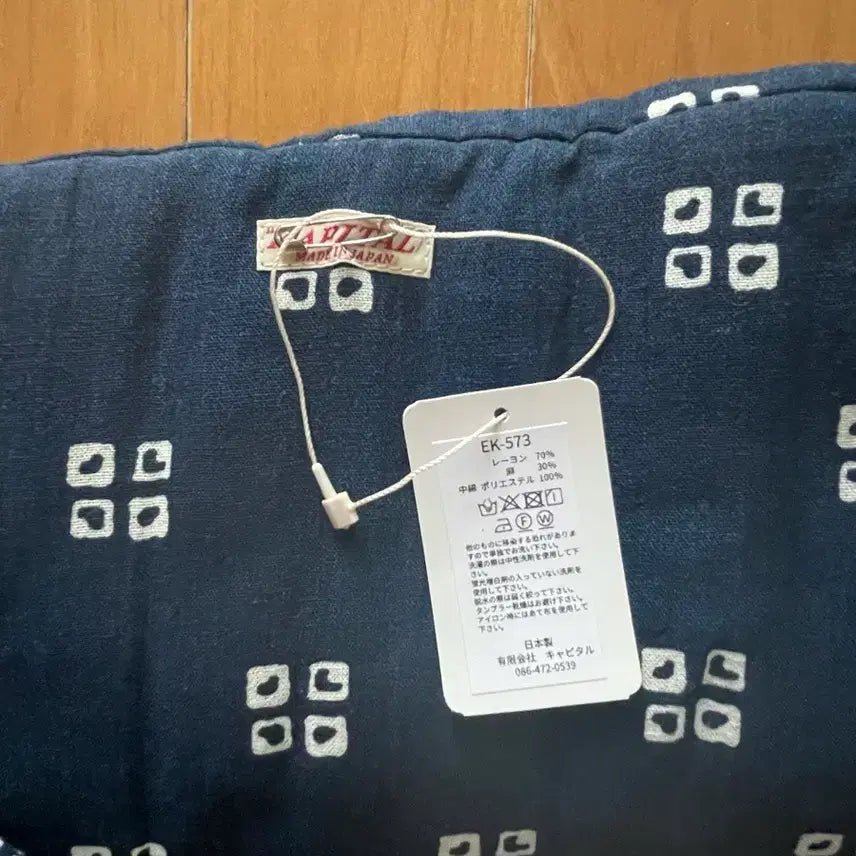 KAPITAL
MADE IN JAPAN
EK-573
レーヨン 70%
麻 30%
中綿 ポリエステル 100%
F W
他のものに移染する恐れがありま
すので単独でお洗い下さい。
洗濯の際は中性洗剤を使用して下
さい。
蛍光増白剤の入っていない洗剤を
使用して下さい。
脱水の際は弱く絞って下さい。
タンブラー乾燥はお避け下さい。
アイロン時にはあて布を使用して
下さい。
日本製
有限会社 キャピタル
086-472-0539